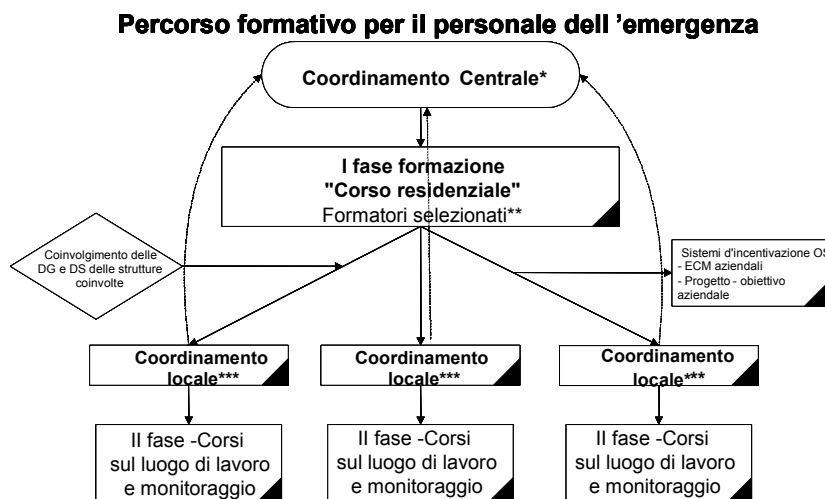 Percorso formativo per il personale dell 'emergenza
Coordinamento Centrale*
I fase formazione
"Corso residenziale"
Formatori selezionati**
Coinvolgimento delle
DG e DS delle strutture
coinvolte
Sistemi d'incentivazione OS
- ECM aziendali
- Progetto - obiettivo
aziendale
Coordinamento
locale***
Coordinamento
locale***
Coordinamento
locale***
II fase -Corsi
sul luogo di lavoro
e monitoraggio
II fase -Corsi
sul luogo di lavoro
e monitoraggio
II fase -Corsi
sul luogo di lavoro
e monitoraggio